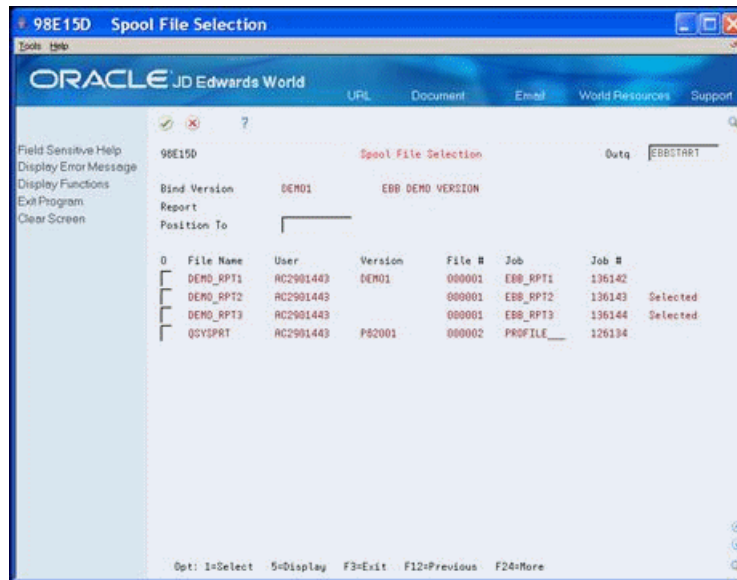 98E15D Spool File Selection
Tools Help
ORACLE JD Edwards World
URL Document Email World Resources Support
?
Field Sensitive Help
Display Error Message
Display Functions
Exit Program
Clear Screen
98E15D Spool File Selection Outq EBBSTART
Bind Version DEMO1 EBB DEMO VERSION
Report
Position To
O File Name User Version File # Job Job #
DEMO_RPT1 AC2901443 DEMO1 000001 EBB_RPT1 136142
DEMO_RPT2 AC2901443 000001 EBB_RPT2 136143 Selected
DEMO_RPT3 AC2901443 000001 EBB_RPT3 136144 Selected
QSYSPRT AC2901443 P82001 000002 PROFILE__ 126134
Opt: 1=Select 5=Display F3=Exit F12=Previous F24=More